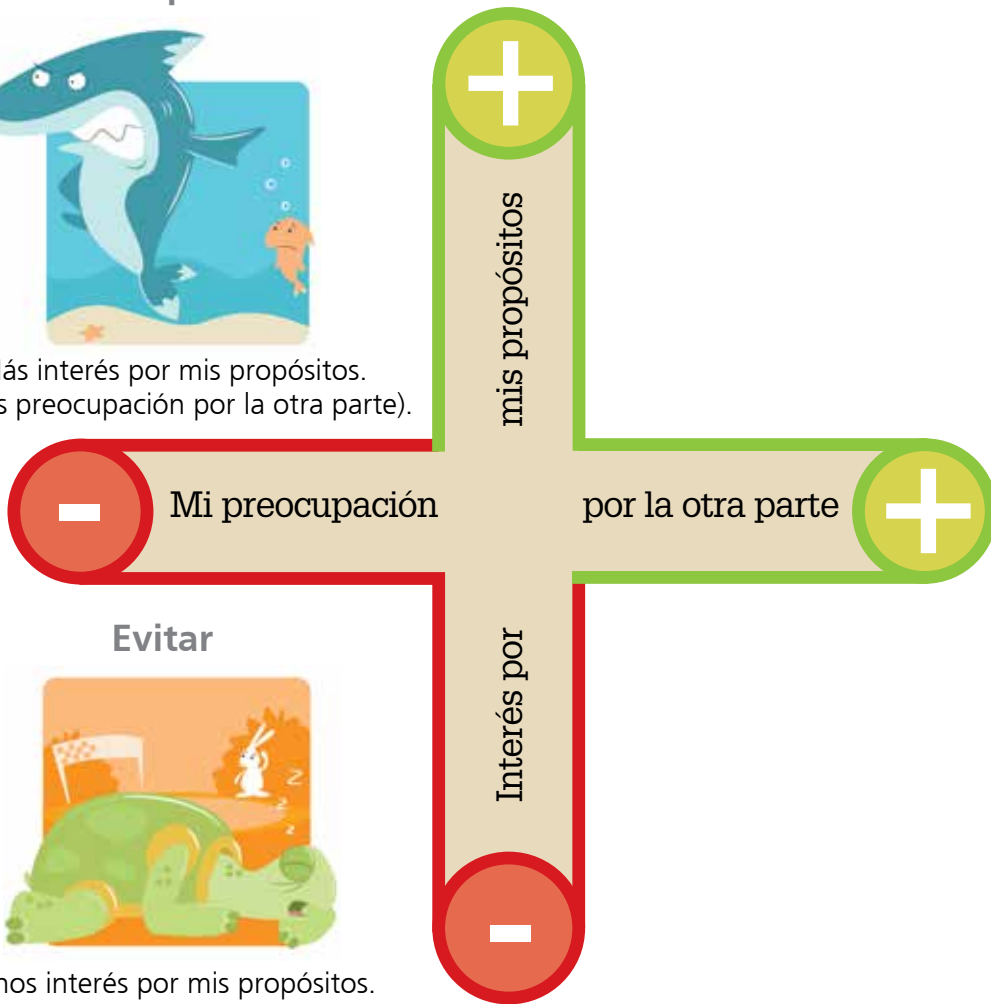 ás interés por mis propósitos.
s preocupación por la otra parte).
mis propósitos
Mi preocupación por la otra parte
Evitar
Interés por
nos interés por mis propósitos.